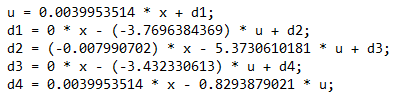 u = 0.0039953514 * x + d1;
d1 = 0 * x - (-3.7696384369) * u + d2;
d2 = (-0.007990702) * x - 5.3730610181 * u + d3;
d3 = 0 * x - (-3.432330613) * u + d4;
d4 = 0.0039953514 * x - 0.8293879021 * u;